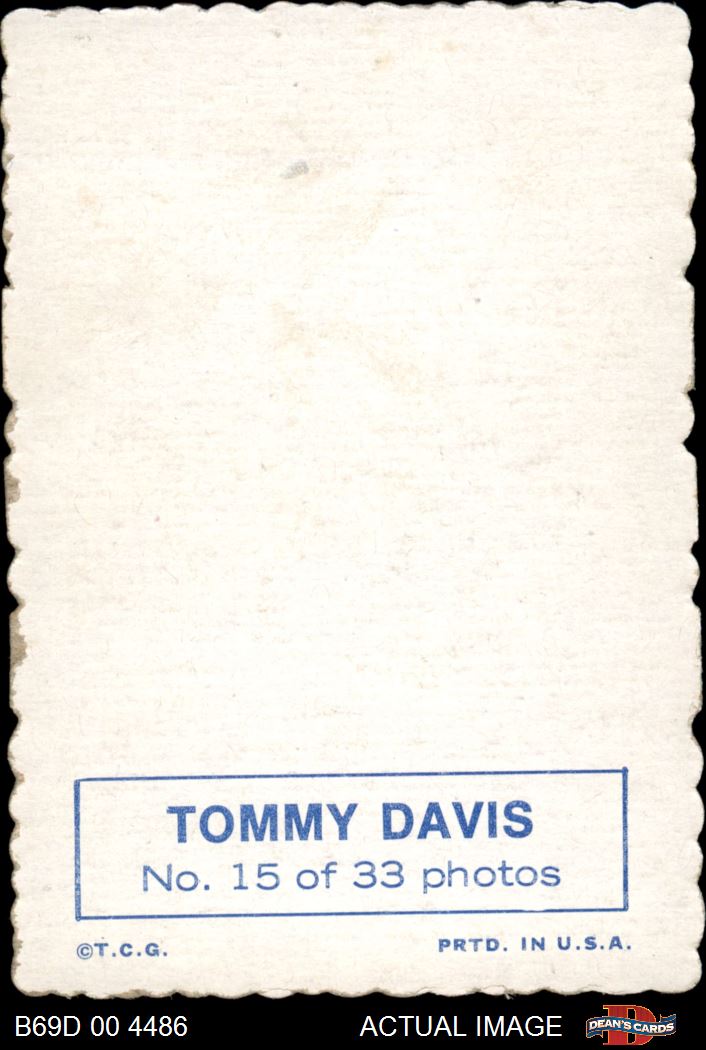 TOMMY DAVIS
No. 15 of 33 photos
©T.C.G.
PRTD. IN U.S.A.
B69D 00 4486
ACTUAL IMAGE
DEAN'S CARDS